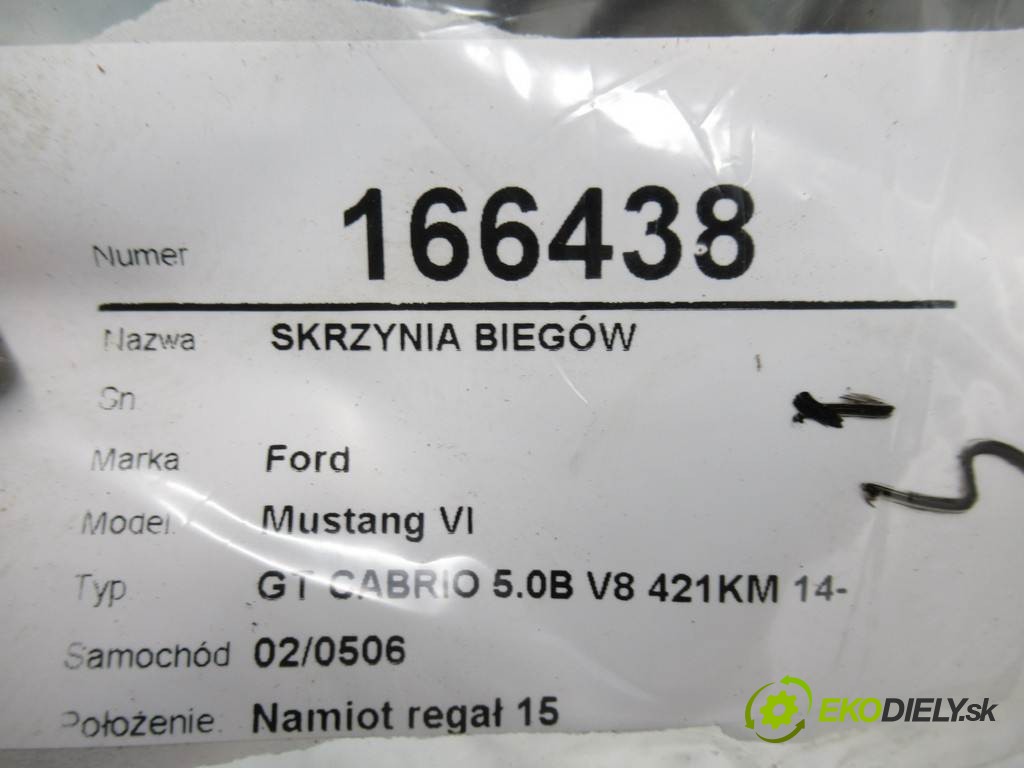 Numer 166438
Nazwa SKRZYNIA BIEGÓW
Sn
Marka Ford
Model. Mustang VI
Typ GT CABRIO 5.0B V8 421KM 14-
Samochód 02/0506
Położenie. Namiot regał 15
EKODIELY.sk